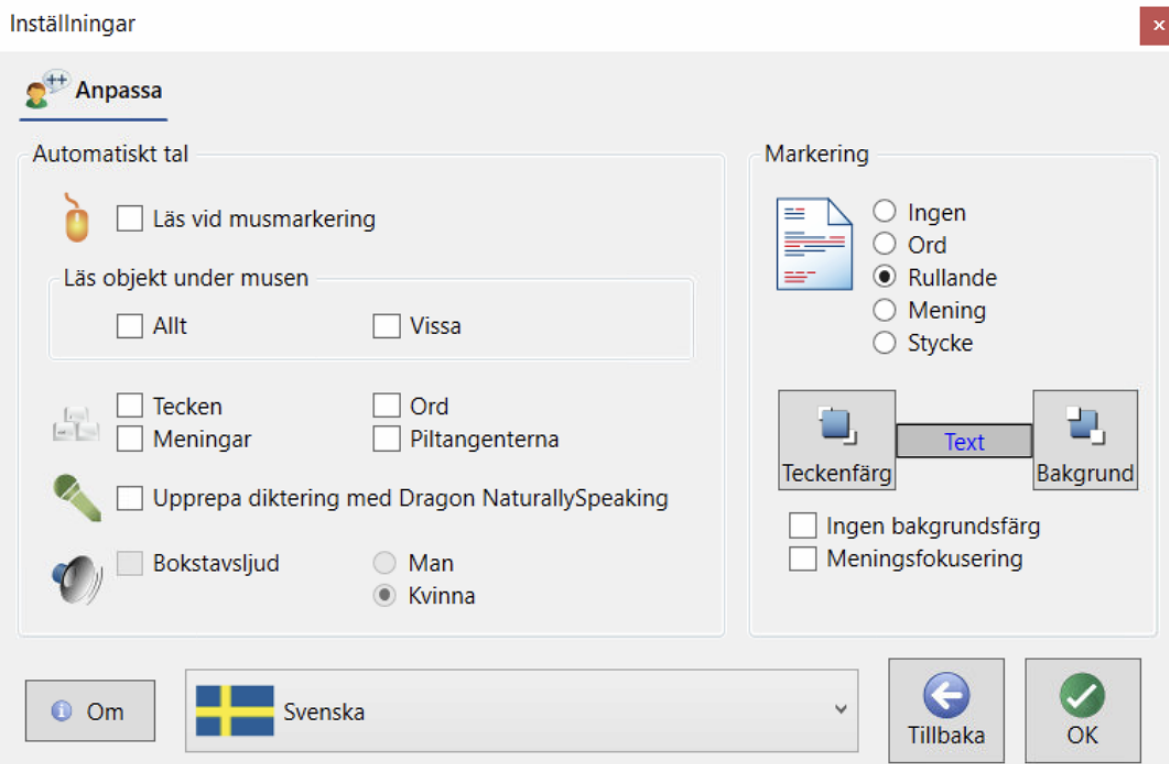 Inställningar
Anpassa
Automatiskt tal
Läs vid musmarkering
Läs objekt under musen
Allt Vissa
Tecken Ord
Meningar Piltangenterna
Upprepa diktering med Dragon NaturallySpeaking
Bokstavsljud Man
Kvinna
Markering
Ingen
Ord
Rullande
Mening
Stycke
Teckenfärg Text Bakgrund
Ingen bakgrundsfärg
Meningsfokusering
Om Svenska Tillbaka OK